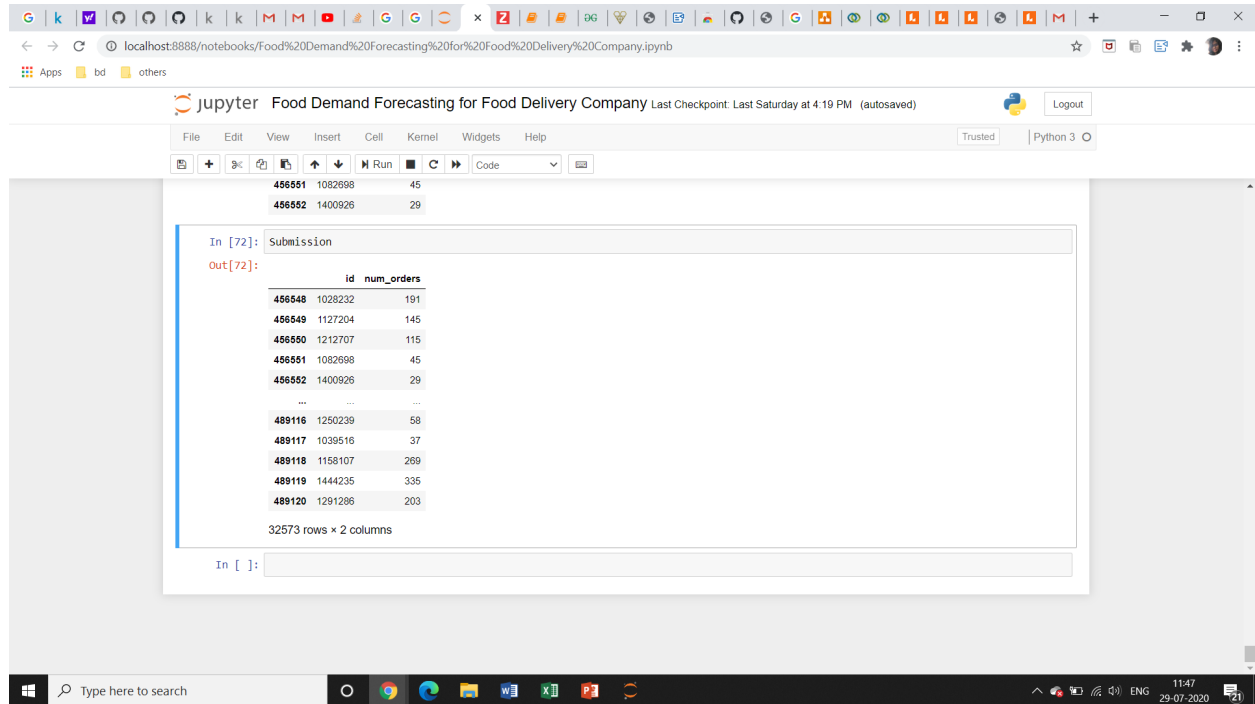 localhost:8888/notebooks/Food%20Demand%20Forecasting%20for%20Food%20Delivery%20Company.ipynb
Apps bd others
jupyter Food Demand Forecasting for Food Delivery Company Last Checkpoint: Last Saturday at 4:19 PM (autosaved) Logout
File Edit View Insert Cell Kernel Widgets Help Trusted Python 3
Run Code
456551 1082698 45
456552 1400926 29
In [72]: Submission
Out[72]:
id num_orders
456548 1028232 191
456549 1127204 145
456550 1212707 115
456551 1082698 45
456552 1400926 29
... ... ...
489116 1250239 58
489117 1039516 37
489118 1158107 269
489119 1444235 335
489120 1291286 203
32573 rows × 2 columns
In [ ]:
Type here to search
ENG
11:47
29-07-2020
21